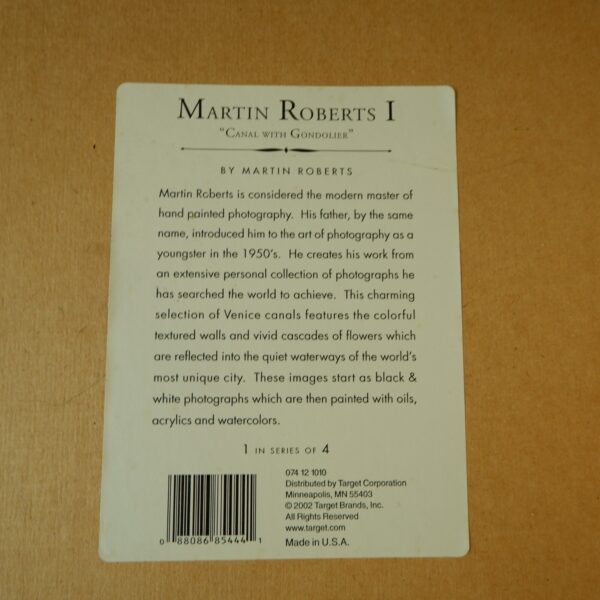 MARTIN ROBERTS I
"CANAL WITH GONDOLIER"
BY MARTIN ROBERTS
Martin Roberts is considered the modern master of
hand painted photography. His father, by the same
name, introduced him to the art of photography as a
youngster in the 1950's. He creates his work from
an extensive personal collection of photographs he
has searched the world to achieve. This charming
selection of Venice canals features the colorful
textured walls and vivid cascades of flowers which
are reflected into the quiet waterways of the world's
most unique city. These images start as black &
white photographs which are then painted with oils,
acrylics and watercolors.
1 IN SERIES OF 4
074 12 1010
Distributed by Target Corporation
Minneapolis, MN 55403
© 2002 Target Brands, Inc.
All Rights Reserved
www.target.com
Made in U.S.A.
0 88086 85444 1